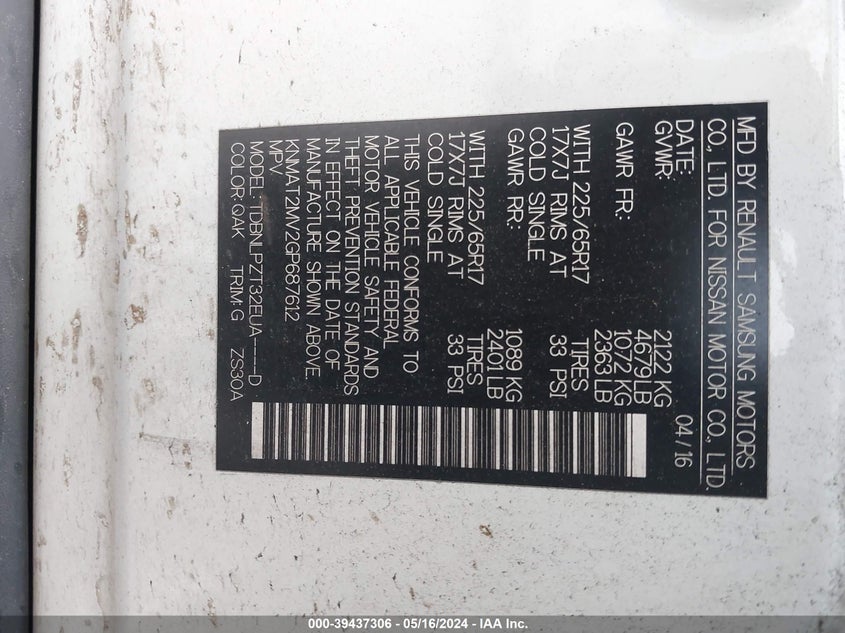 MFD BY RENAULT SAMSUNG MOTORS
CO., LTD. FOR NISSAN MOTOR CO., LTD.
DATE: 04/16
GVWR: 2122 KG
4679 LB
GAWR FR: 1072 KG
2363 LB
WITH 225/65R17 TIRES
17X7J RIMS AT 33 PSI
COLD SINGLE
GAWR RR: 1089 KG
2401 LB
WITH 225/65R17 TIRES
17X7J RIMS AT 33 PSI
COLD SINGLE
THIS VEHICLE CONFORMS TO
ALL APPLICABLE FEDERAL
MOTOR VEHICLE SAFETY AND
THEFT PREVENTION STANDARDS
IN EFFECT ON THE DATE OF
MANUFACTURE SHOWN ABOVE
KNMAT2MV2GP687612
MPV
MODEL:TDBNLPZT32EUA----D
COLOR:QAK TRIM:G ZS30A
000-39437306 - 05/16/2024 - IAA Inc.